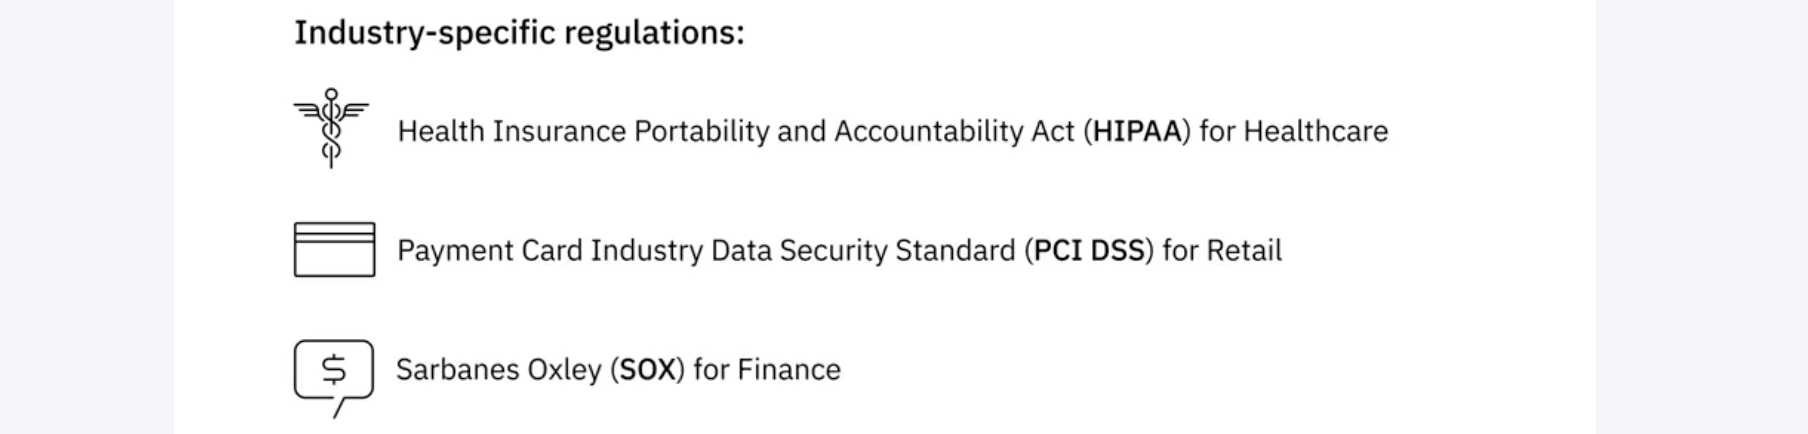 Industry-specific regulations:
Health Insurance Portability and Accountability Act (HIPAA) for Healthcare
Payment Card Industry Data Security Standard (PCI DSS) for Retail
$
Sarbanes Oxley (SOX) for Finance